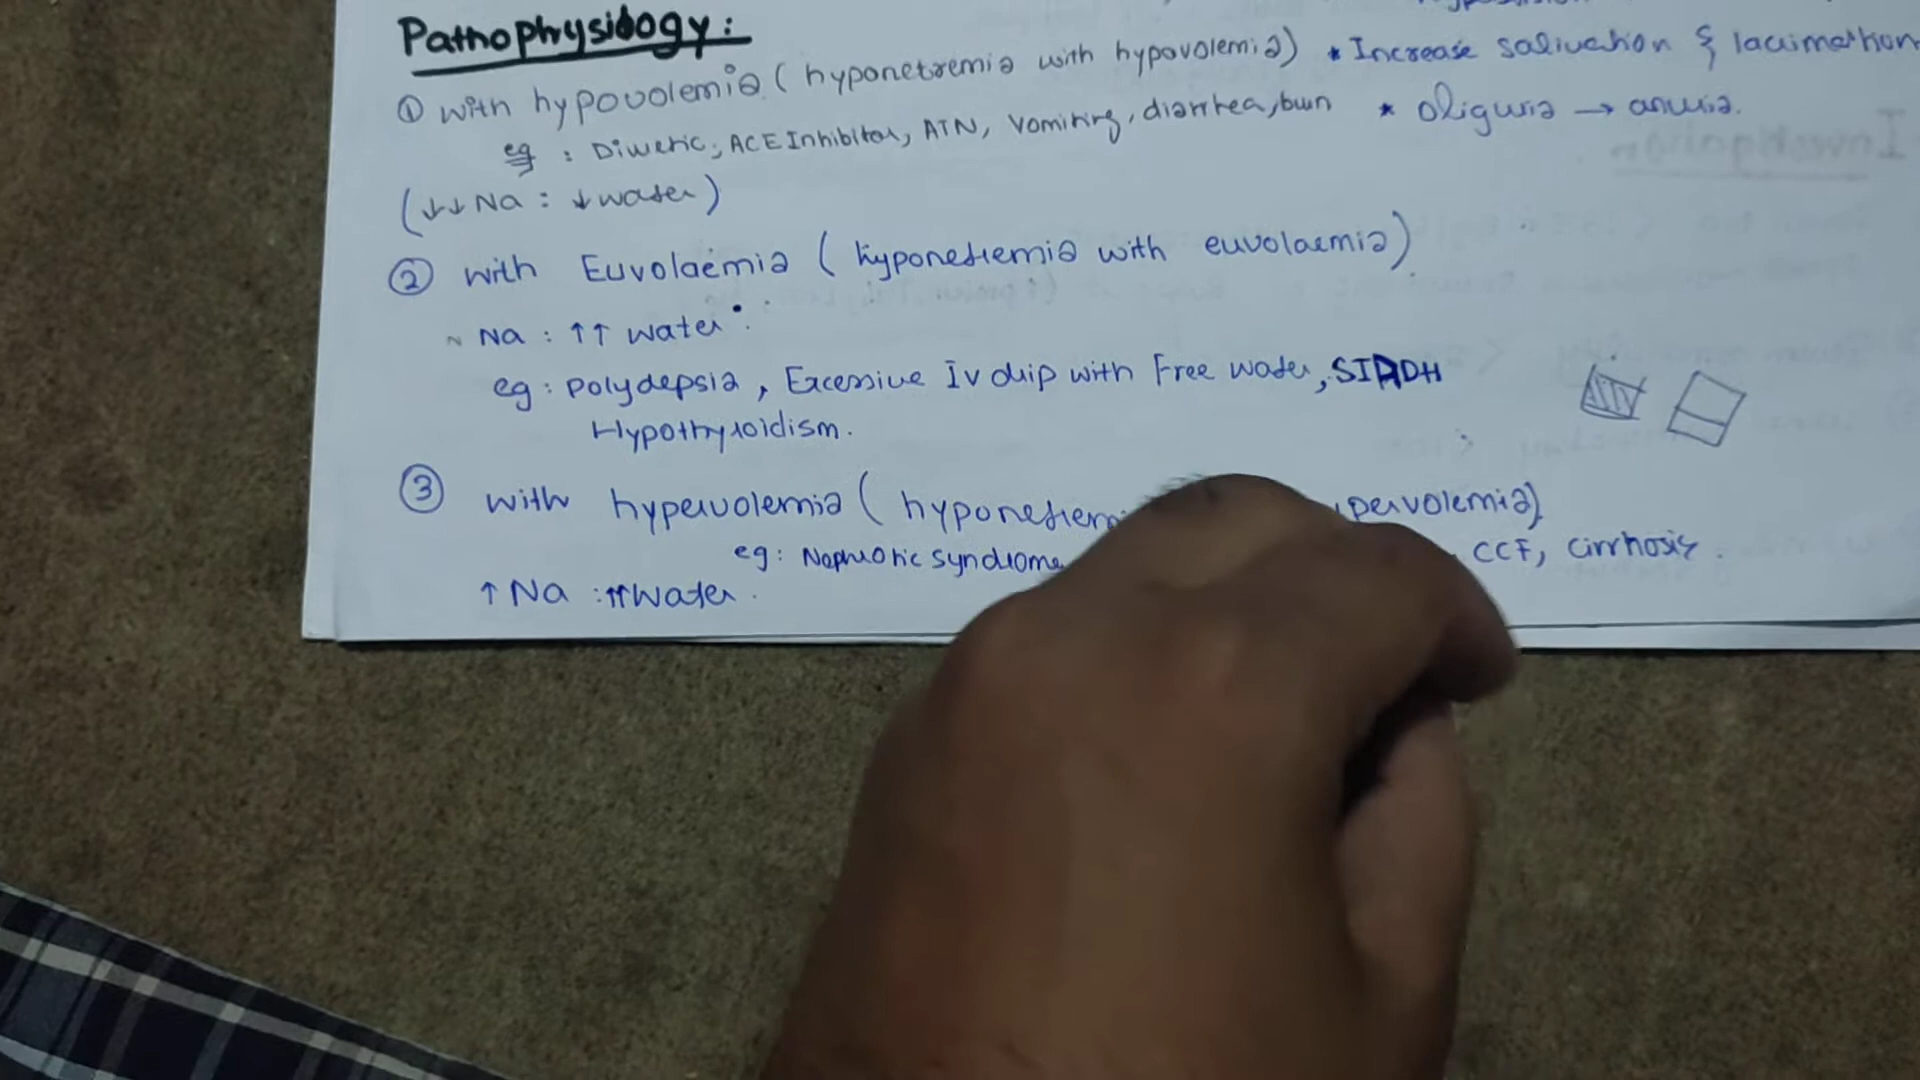 Pathophysidogy:
① with hypovolemia (hyponetremia with hypovolemia) * Increase salivation & lacrimation
* oliguria → anuria.
eg : Diuretic, ACE Inhibitor, ATN, Vomiting, diarrhea, burn
(↓↓ Na : ↓ water)
② with Euvolaemia (hyponetremia with euvolaemia)
~ Na : ↑↑ water
eg : polydepsia, Excessive Iv drip with Free water, SIADH
Hypothyroidism.
③ with hypervolemia (hyponetremi pervolemia)
eg : Nephrotic syndrome CCF, cirrhosis.
↑ Na : ↑↑ water.